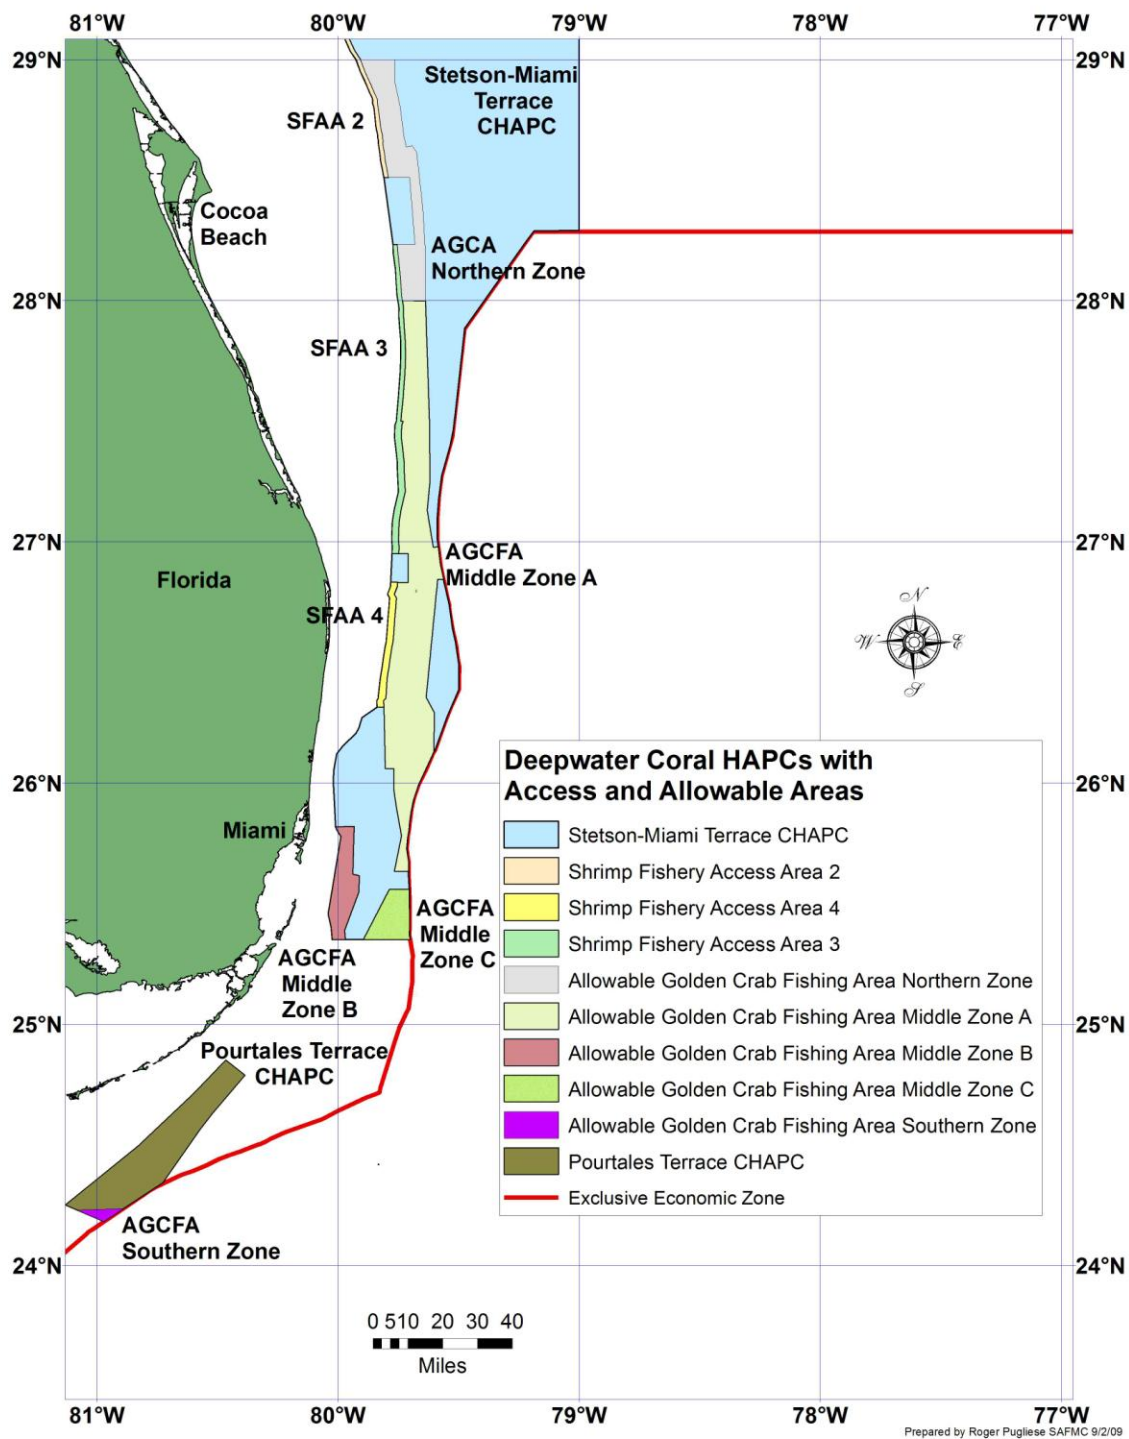 81°W 80°W 79°W 78°W 77°W
29°N 29°N
Stetson-Miami
Terrace
CHAPC
SFAA 2
Cocoa
Beach
AGCA
Northern Zone
28°N 28°N
SFAA 3
27°N 27°N
AGCFA
Middle Zone A
Florida
SFAA 4
N
W E
S
Deepwater Coral HAPCs with
Access and Allowable Areas
26°N 26°N
Miami
Stetson-Miami Terrace CHAPC
Shrimp Fishery Access Area 2
Shrimp Fishery Access Area 4
Shrimp Fishery Access Area 3
Allowable Golden Crab Fishing Area Northern Zone
Allowable Golden Crab Fishing Area Middle Zone A
Allowable Golden Crab Fishing Area Middle Zone B
Allowable Golden Crab Fishing Area Middle Zone C
Allowable Golden Crab Fishing Area Southern Zone
Pourtales Terrace CHAPC
Exclusive Economic Zone
AGCFA
Middle
Zone C
AGCFA
Middle
Zone B
25°N 25°N
Pourtales Terrace
CHAPC
AGCFA
Southern Zone
24°N 24°N
0 510 20 30 40
Miles
81°W 80°W 79°W 78°W 77°W
Prepared by Roger Pugliese SAFMC 9/2/09